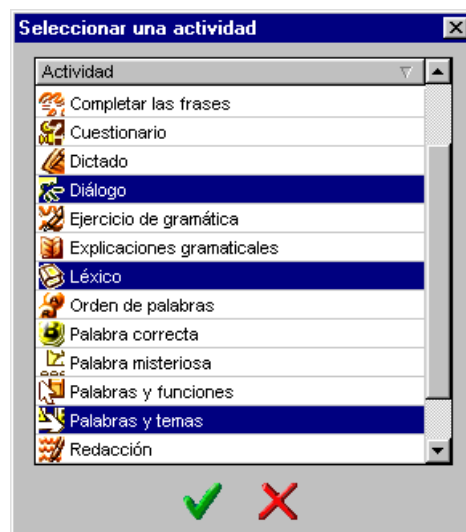 Seleccionar una actividad
Actividad
Completar las frases
Cuestionario
Dictado
Diálogo
Ejercicio de gramática
Explicaciones gramaticales
Léxico
Orden de palabras
Palabra correcta
Palabra misteriosa
Palabras y funciones
Palabras y temas
Redacción